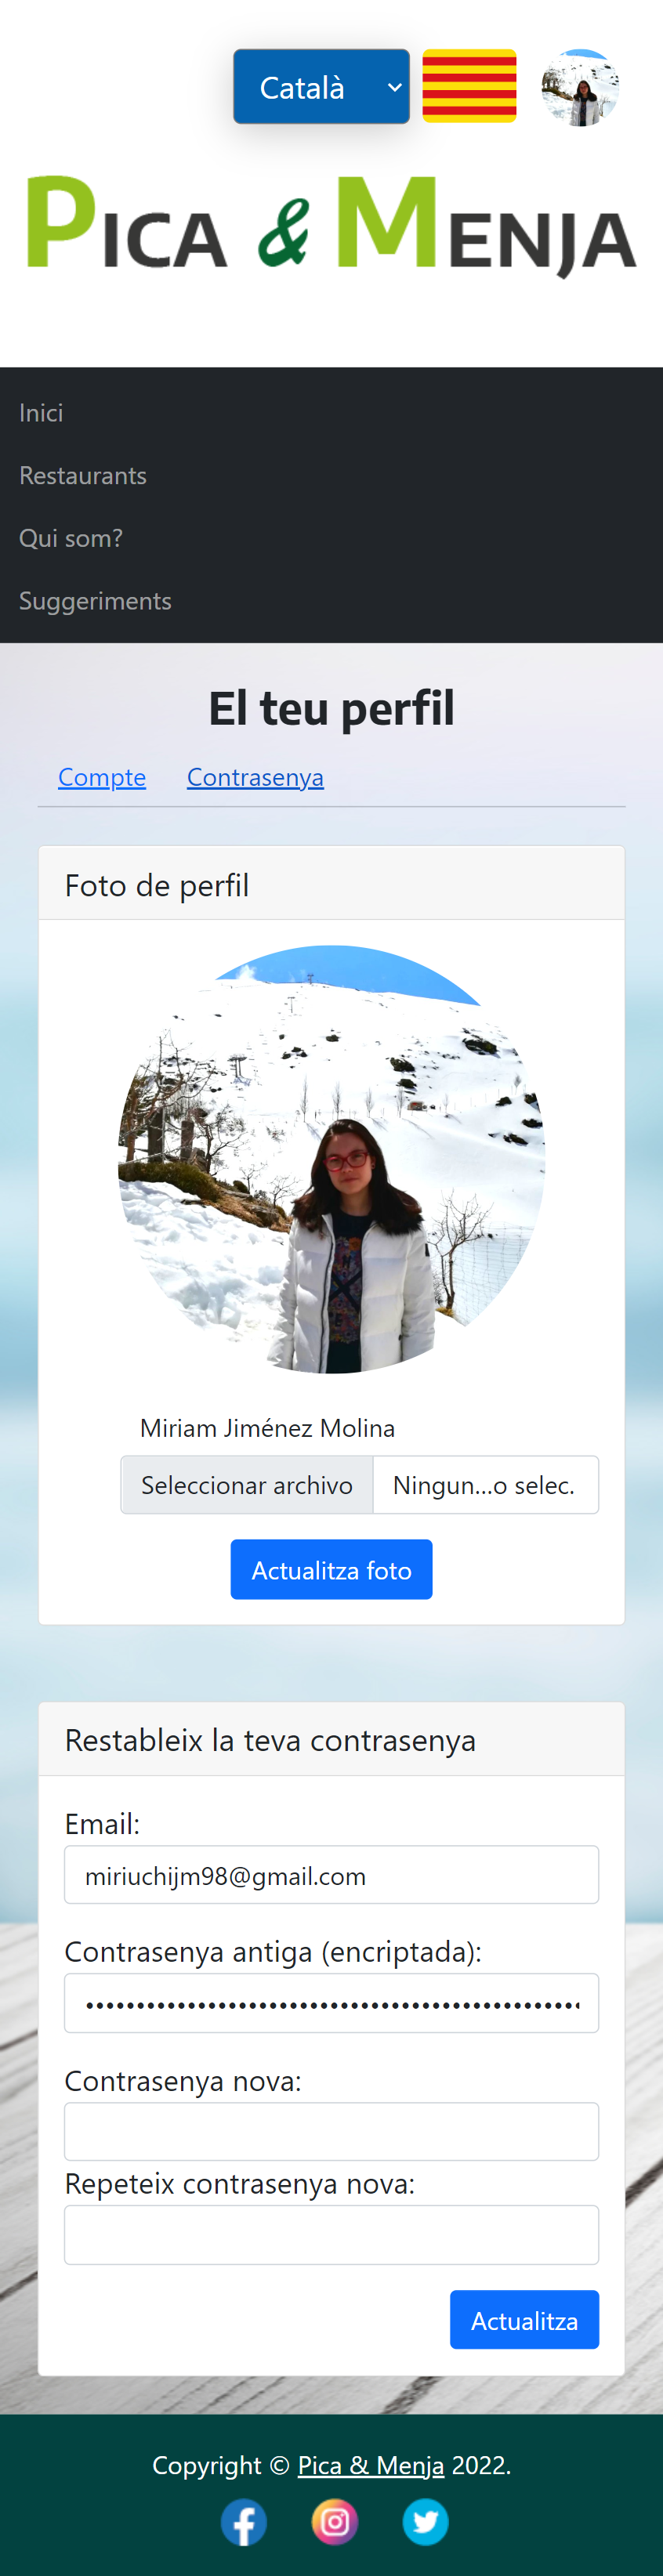 Català
PICA & MENJA
Inici
Restaurants
Qui som?
Suggeriments
El teu perfil
Compte Contrasenya
Foto de perfil
Miriam Jiménez Molina
Seleccionar archivo Ningun...o selec.
Actualitza foto
Restableix la teva contrasenya
Email:
miriuchijm98@gmail.com
Contrasenya antiga (encriptada):
Contrasenya nova:
Repeteix contrasenya nova:
Actualitza
Copyright © Pica & Menja 2022.